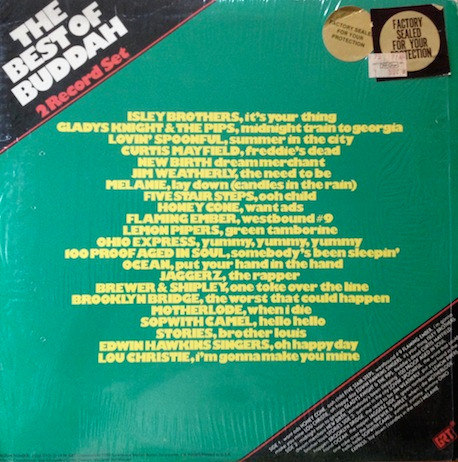 THE
BEST OF
BUDDAH
2 Record Set
FACTORY SEALED
FOR YOUR
PROTECTION
FACTORY
SEALED
FOR YOUR
PROTECTION.
ISLEY BROTHERS, it's your thing
GLADYS KNIGHT & THE PIPS, midnight train to georgia
LOVIN' SPOONFUL, summer in the city
CURTIS MAYFIELD, freddie's dead
NEW BIRTH dream merchant
JIM WEATHERLY, the need to be
MELANIE, lay down (candles in the rain)
FIVE STAIR STEPS, ooh child
HONEY CONE, want ads
FLAMING EMBER, westbound #9
LEMON PIPERS, green tamborine
OHIO EXPRESS, yummy, yummy, yummy
100 PROOF AGED IN SOUL, somebody's been sleepin'
OCEAN, put your hand in the hand
JAGGERZ, the rapper
BREWER & SHIPLEY, one toke over the line
BROOKLYN BRIDGE, the worst that could happen
MOTHERLODE, when i die
SOPWITH CAMEL, hello hello
STORIES, brother louis
EDWIN HAWKINS SINGERS, oh happy day
LOU CHRISTIE, i'm gonna make you mine
GRT